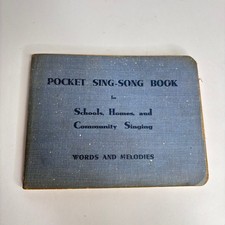 POCKET SING-SONG BOOK
for
Schools, Homes, and
Community Singing
WORDS AND MELODIES